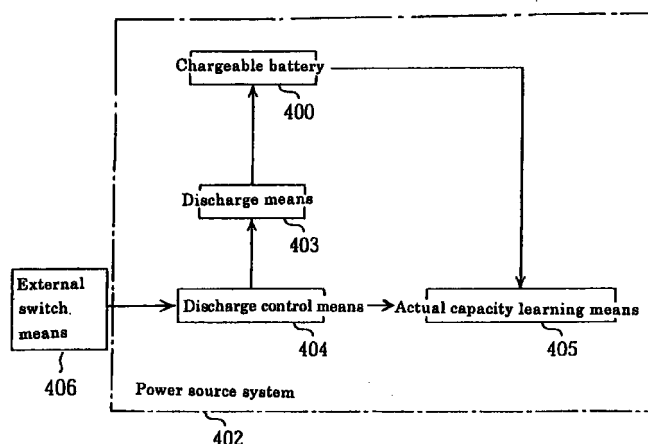 Chargeable battery
400
Discharge means
403
External
switch.
means
406
Discharge control means
404
Actual capacity learning means
405
Power source system
402